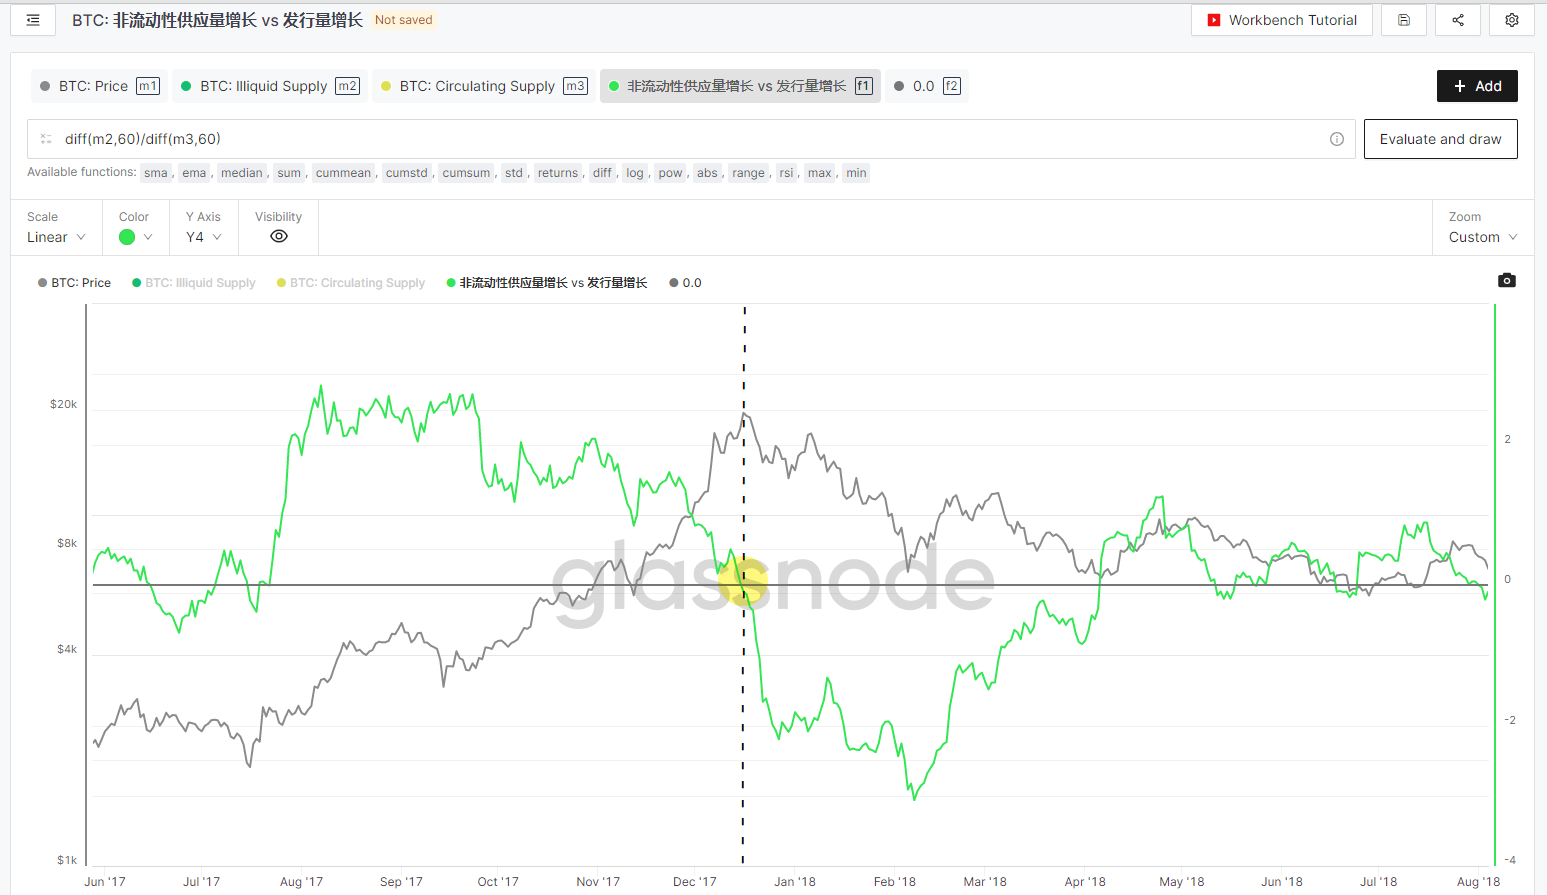 BTC: 非流动性供应量增长 vs 发行量增长 Not saved Workbench Tutorial
BTC: Price m1 BTC: Illiquid Supply m2 BTC: Circulating Supply m3 非流动性供应量增长 vs 发行量增长 f1 0.0 f2 + Add
diff(m2,60)/diff(m3,60) Evaluate and draw
Available functions: sma , ema , median , sum , cummean , cumstd , cumsum , std , returns , diff , log , pow , abs , range , rsi , max , min
Scale Color Y Axis Visibility Zoom
Linear Y4 Custom
BTC: Price BTC: Illiquid Supply BTC: Circulating Supply 非流动性供应量增长 vs 发行量增长 0.0
$20k
2
$8k
glassnode
0
$4k
-2
$1k
-4
Jun '17 Jul '17 Aug '17 Sep '17 Oct '17 Nov '17 Dec '17 Jan '18 Feb '18 Mar '18 Apr '18 May '18 Jun '18 Jul '18 Aug '18